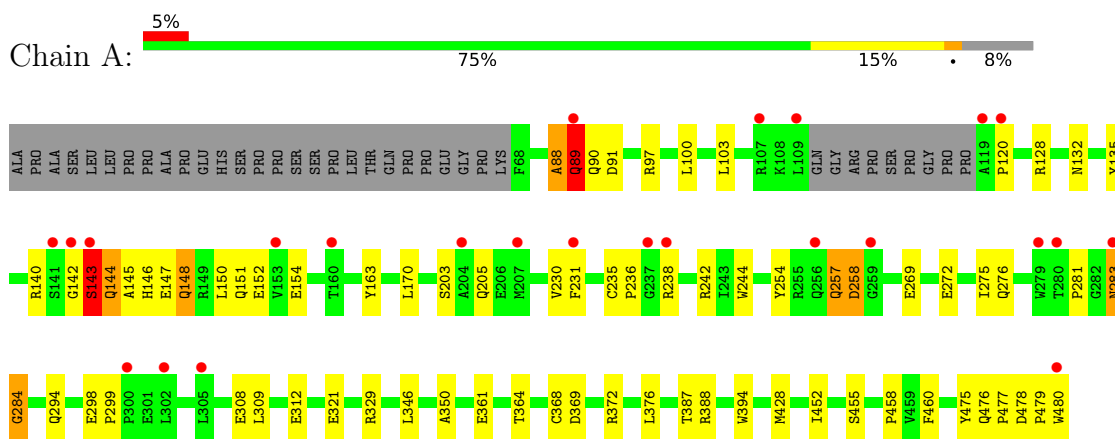 5%
Chain A:
75% 15% • 8%
ALA PRO ALA SER LEU LEU PRO PRO ALA PRO GLU HIS SER PRO PRO SER SER PRO LEU THR GLN PRO PRO GLU GLY PRO LYS F68 A88 Q89 Q90 D91 R97 L100 L103 R107 K108 L109 GLN GLY ARG PRO SER PRO GLY PRO PRO A119 P120 R128 N132 Y135
R140 S141 G142 S143 Q144 A145 H146 E147 Q148 R149 L150 Q151 E152 V153 E154 T160 Y163 L170 S203 A204 Q205 E206 M207 V230 F231 C235 P236 G237 R238 R242 I243 W244 Y254 R255 Q256 Q257 D258 G259 E269 E272 I275 Q276 W279 T280 P281 G282 N283
G284 Q294 E298 P299 P300 E301 L302 L305 E308 L309 E312 E321 R329 L346 A350 E361 T364 C368 D369 R372 L376 T387 R388 W394 M428 I452 S455 P458 V459 F460 Y475 Q476 P477 D478 P479 W480